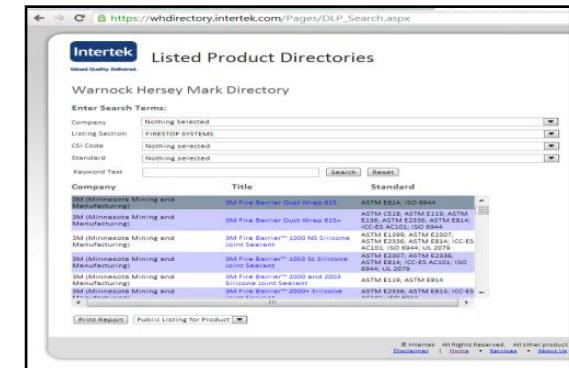 https://whdirectory.intertek.com/Pages/DLP_Search.aspx
Intertek
Valued Quality. Delivered.
Listed Product Directories
Warnock Hersey Mark Directory
Enter Search Terms:
Company Nothing Selected
Listing Section FIRESTOP SYSTEMS
CSI Code Nothing selected
Standard Nothing selected
Keyword Text Search Reset
Company Title Standard
3M (Minnesota Mining and Manufacturing) 3M Fire Barrier Duct Wrap 615 ASTM E814; ISO 6944
3M (Minnesota Mining and Manufacturing) 3M Fire Barrier Duct Wrap 615+ ASTM C518; ASTM E119; ASTM
E136; ASTM E2336; ASTM E814;
ICC-ES AC101; ISO 6944
3M (Minnesota Mining and Manufacturing) 3M Fire Barrier™ 1000 NS Silicone Joint Sealant ASTM E1399; ASTM E2307;
ASTM E2336; ASTM E814; ICC-ES
AC101; ISO 6944; UL 2079
3M (Minnesota Mining and Manufacturing) 3M Fire Barrier™ 1003 SL Silicone Joint Sealant ASTM E2307; ASTM E2336;
ASTM E814; ICC-ES AC101; ISO
6944; UL 2079
3M (Minnesota Mining and Manufacturing) 3M Fire Barrier™ 2000 and 2003 Silicone Joint Sealant ASTM E119; ASTM E814
3M (Minnesota Mining and Manufacturing) 3M Fire Barrier™ 2000+ Silicone ASTM E2336; ASTM E814; ICC-ES
Print Report Public Listing for Product
© Intertek All Rights Reserved. All other product
Disclaimer | Home • Services • About Us